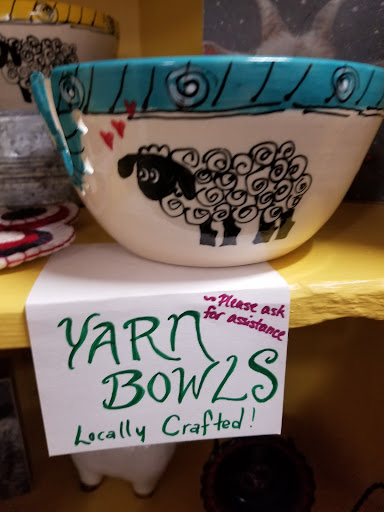 ~ Please ask
for assistance
YARN
BOWLS
Locally Crafted!